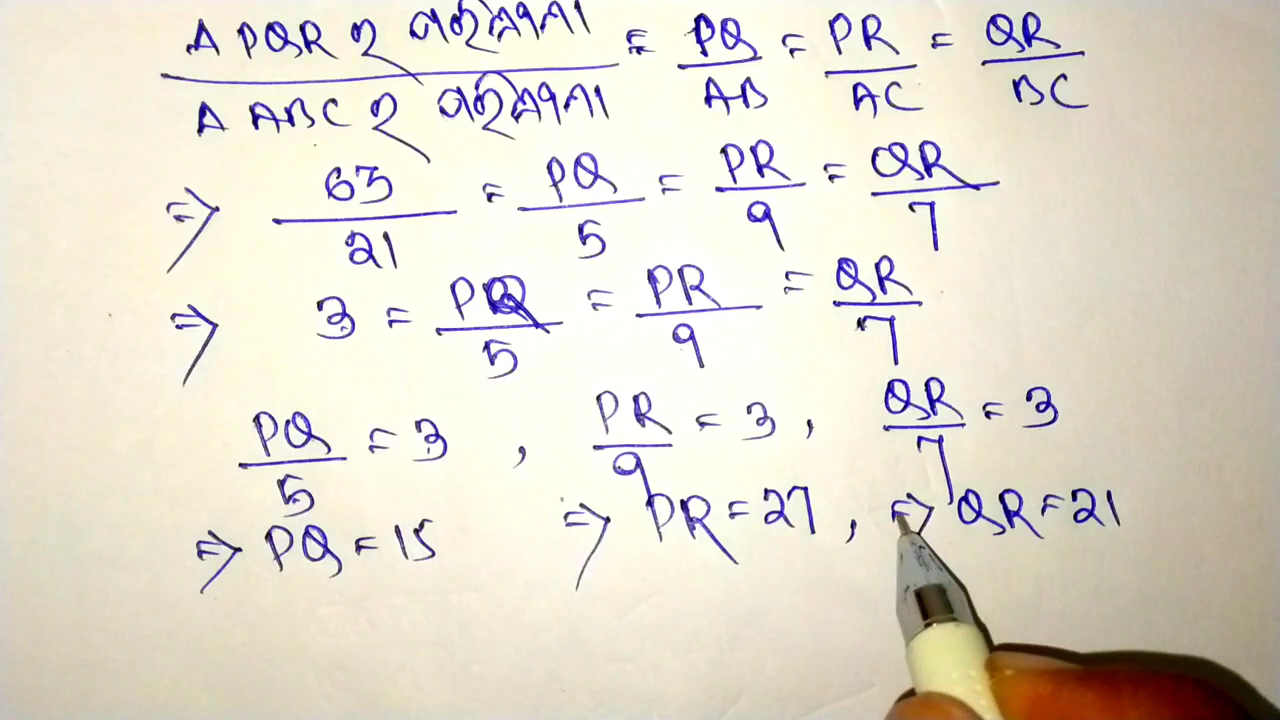 Δ PQR ର ପରିସୀମା / Δ ABC ର ପରିସୀମା = PQ/AB = PR/AC = QR/BC
⇒ 63/21 = PQ/5 = PR/9 = QR/7
⇒ 3 = PQ/5 = PR/9 = QR/7
PQ/5 = 3 , PR/9 = 3 , QR/7 = 3
⇒ PQ = 15 ⇒ PR = 27 , ⇒ QR = 21